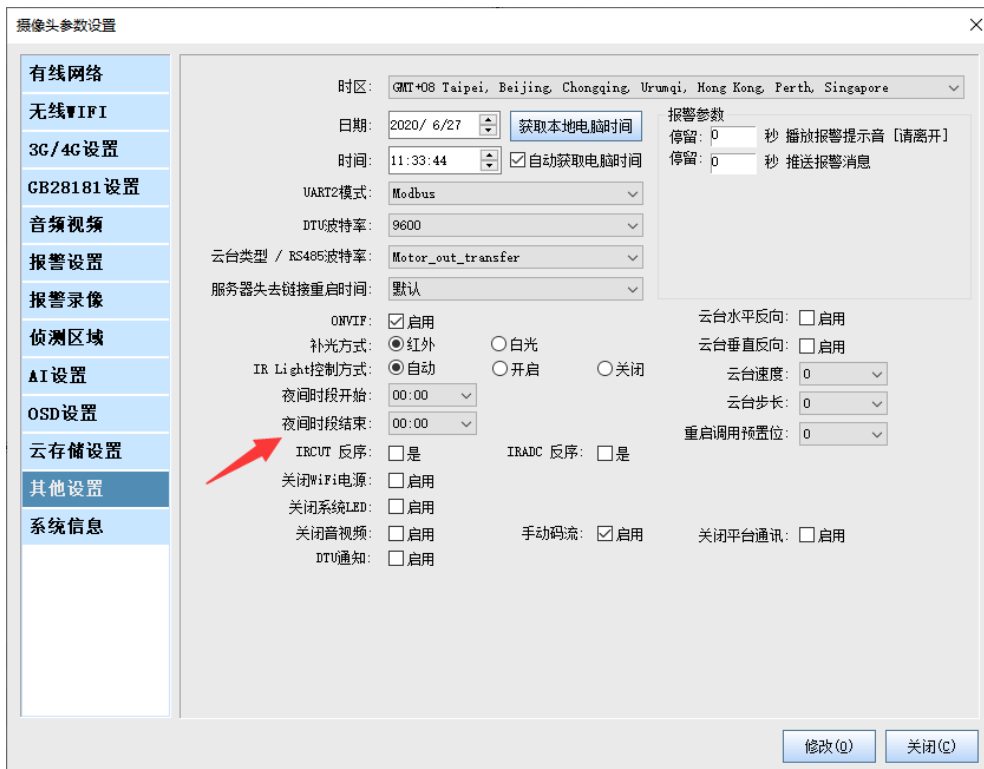 摄像头参数设置
有线网络
无线WIFI
3G/4G设置
GB28181设置
音频视频
报警设置
报警录像
侦测区域
AI设置
OSD设置
云存储设置
其他设置
系统信息
时区: GMT+08 Taipei, Beijing, Chongqing, Urumqi, Hong Kong, Perth, Singapore
日期: 2020/ 6/27 获取本地电脑时间
时间: 11:33:44 自动获取电脑时间
UART2模式: Modbus
DTU波特率: 9600
云台类型 / RS485波特率: Motor_out_transfer
服务器失去链接重启时间: 默认
报警参数
停留: 0 秒 播放报警提示音 [请离开]
停留: 0 秒 推送报警消息
ONVIF: 启用
补光方式: 红外 白光
IR Light控制方式: 自动 开启 关闭
夜间时段开始: 00:00
夜间时段结束: 00:00
IRCUT 反序: 是 IRADC 反序: 是
关闭WiFi电源: 启用
关闭系统LED: 启用
关闭音视频: 启用 手动码流: 启用 关闭平台通讯: 启用
DTU通知: 启用
云台水平反向: 启用
云台垂直反向: 启用
云台速度: 0
云台步长: 0
重启调用预置位: 0
修改(O) 关闭(C)